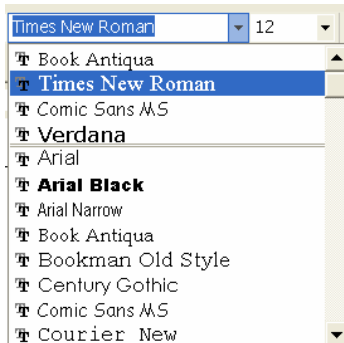 Times New Roman 12
Book Antiqua
Times New Roman
Comic Sans MS
Verdana
Arial
Arial Black
Arial Narrow
Book Antiqua
Bookman Old Style
Century Gothic
Comic Sans MS
Courier New